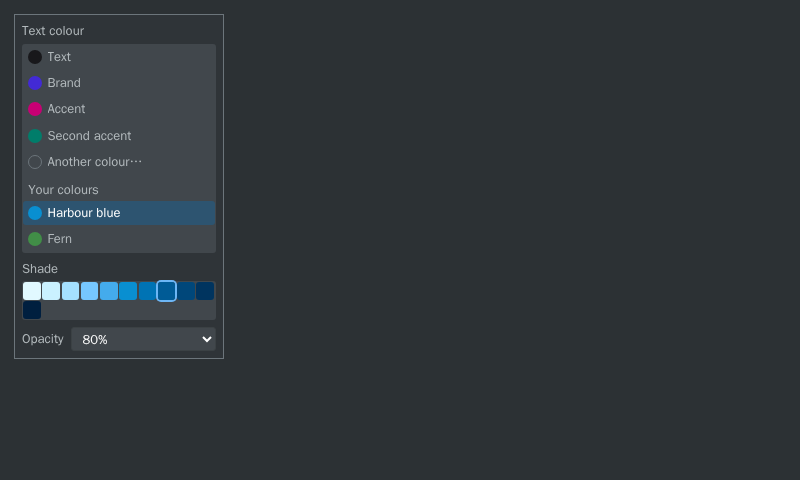 Text colour
Text
Brand
Accent
Second accent
Another colour⋯
Your colours
Harbour blue
Fern
Shade
Opacity 80%